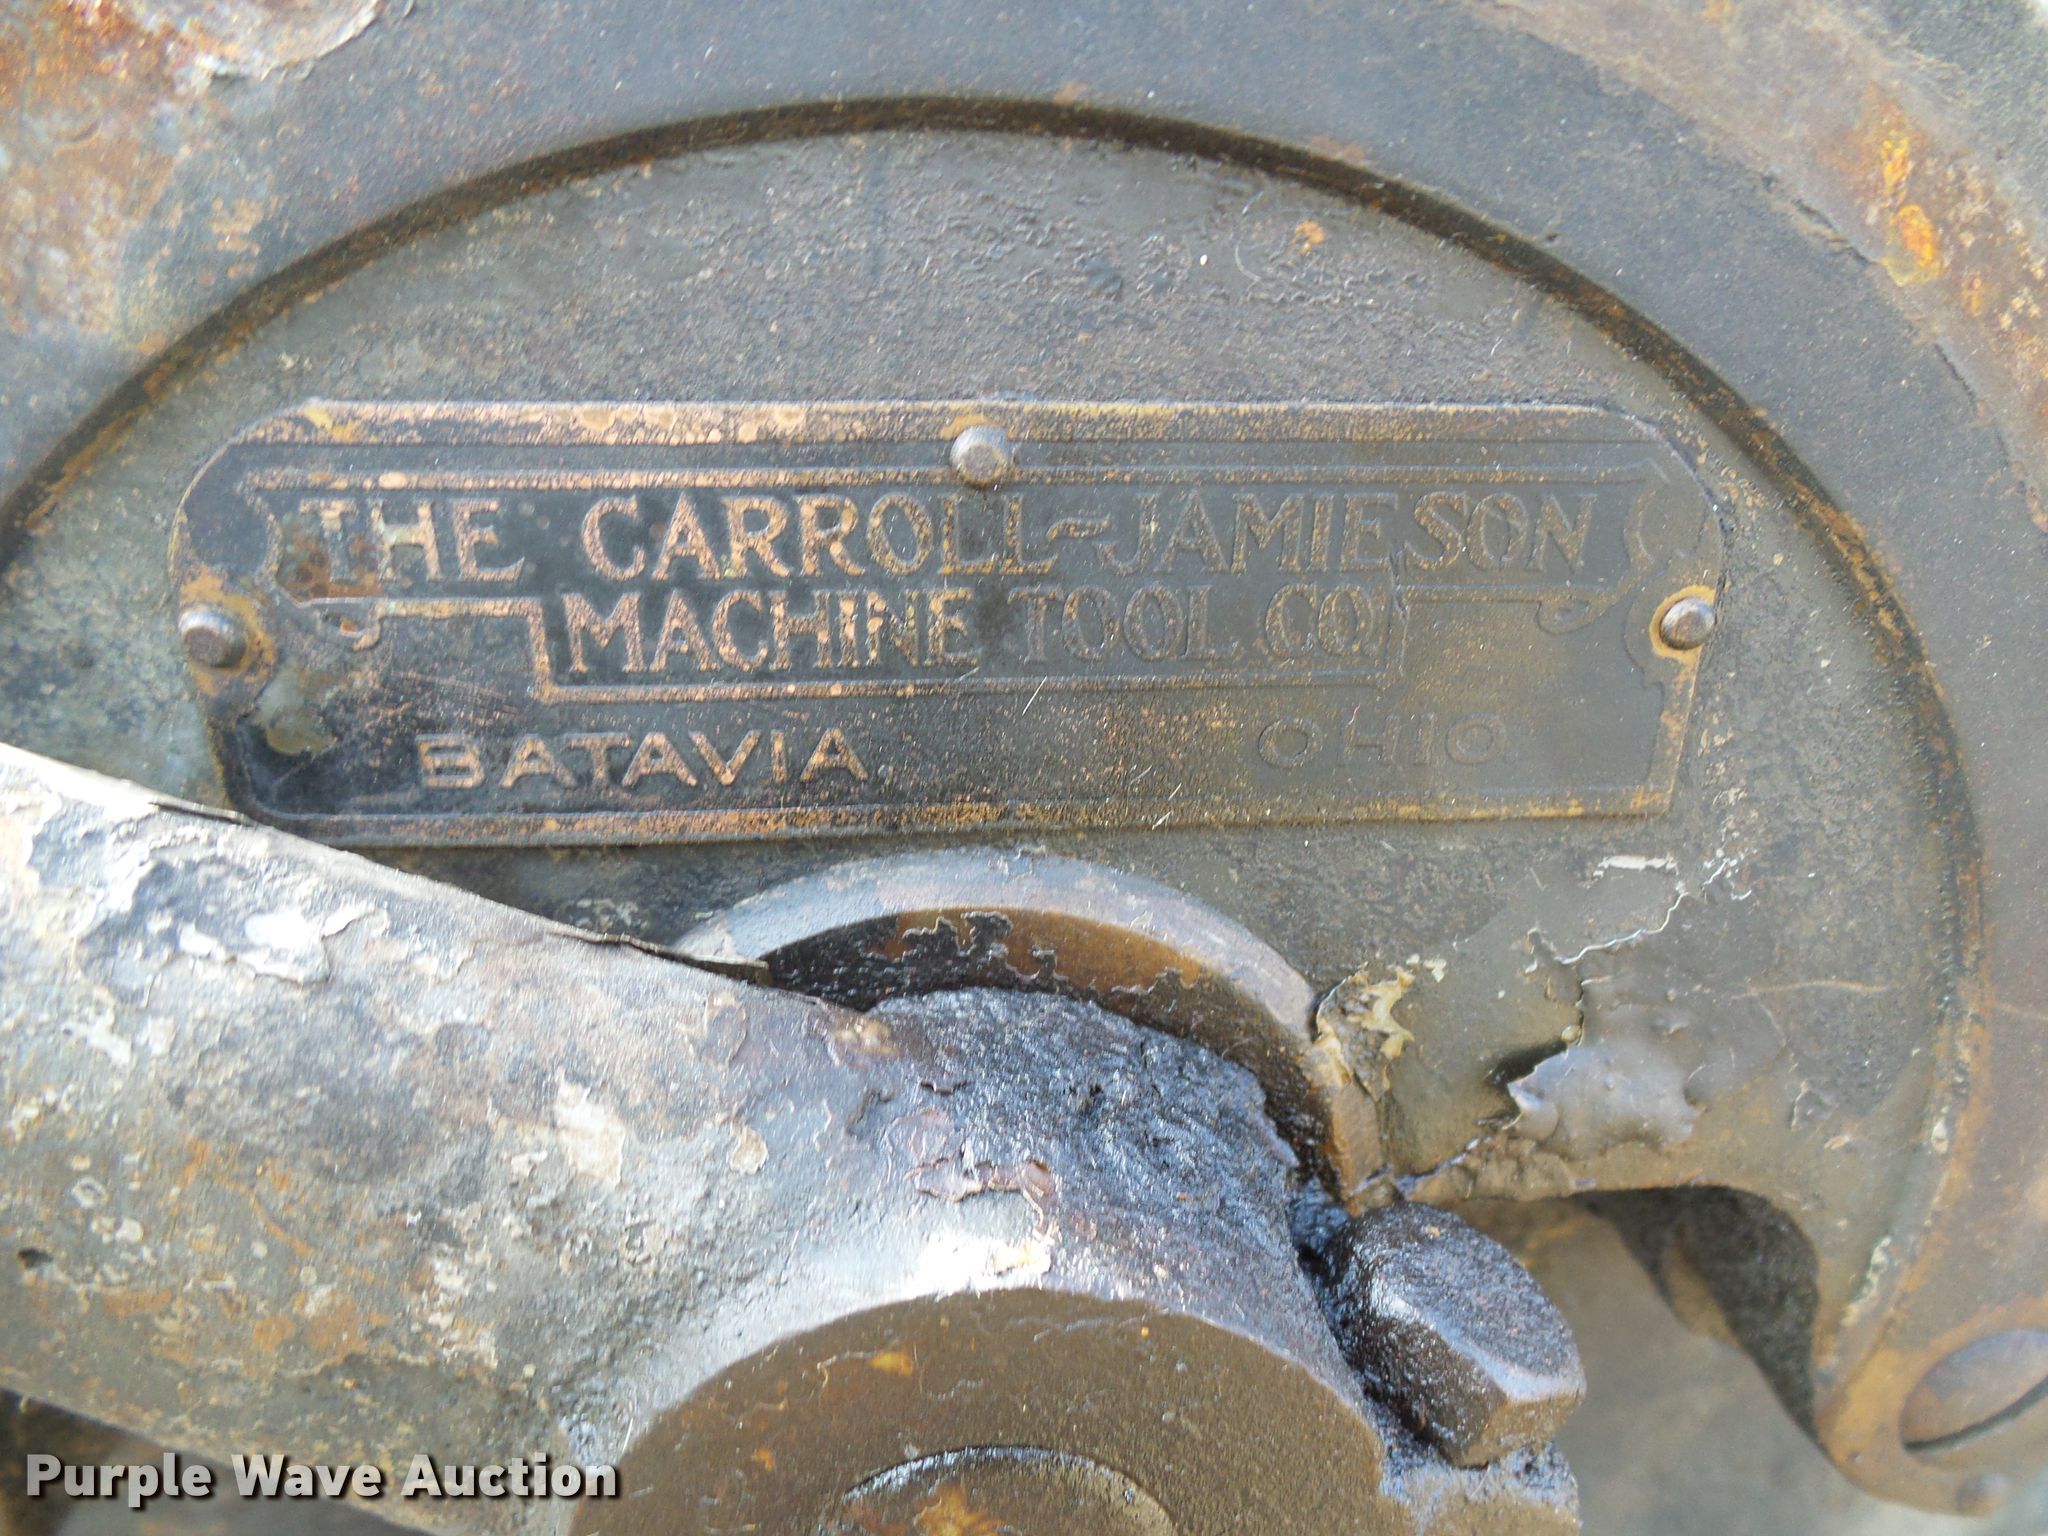 THE CARROLL-JAMIESON
MACHINE TOOL CO.
BATAVIA OHIO.
Purple Wave Auction